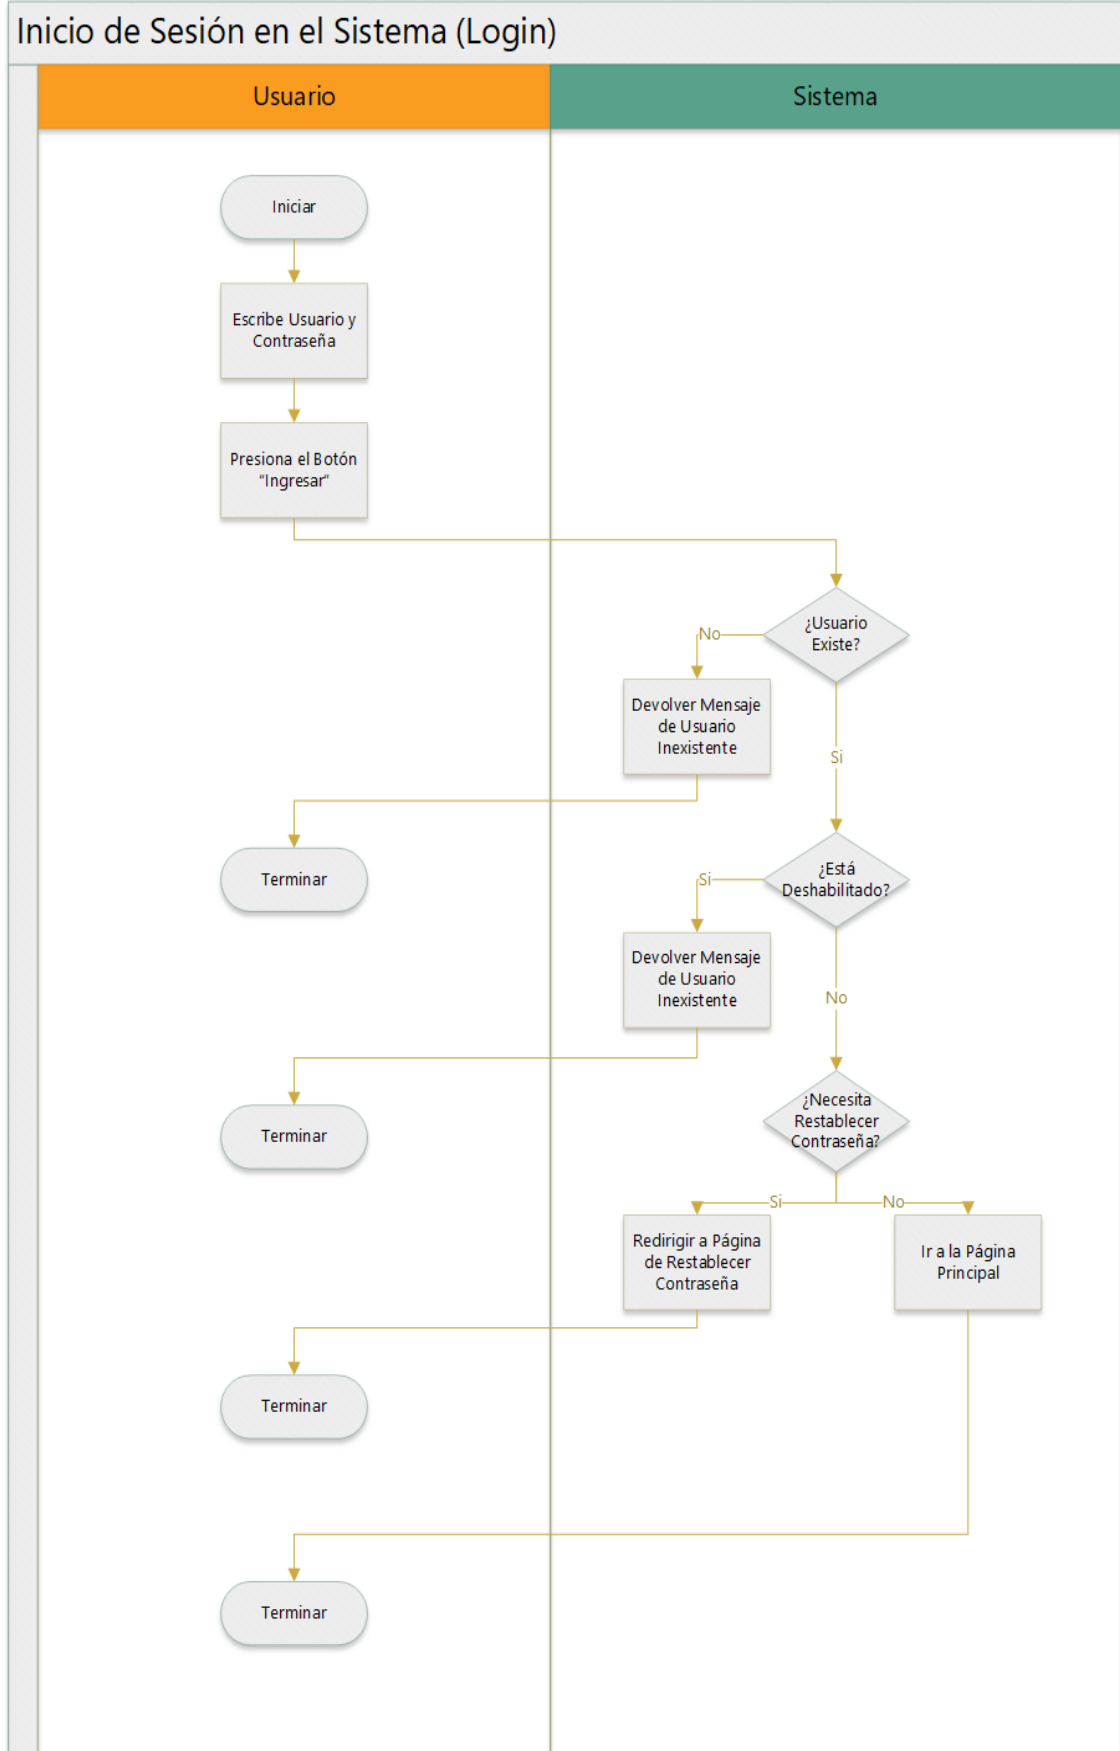 Inicio de Sesión en el Sistema (Login)
Usuario
Sistema
Iniciar
Escribe Usuario y
Contraseña
Presiona el Botón
“Ingresar”
¿Usuario
Existe?
No
Devolver Mensaje
de Usuario
Inexistente
Si
Terminar
¿Está
Deshabilitado?
Si
Devolver Mensaje
de Usuario
Inexistente
No
Terminar
¿Necesita
Restablecer
Contraseña?
Si
No
Redirigir a Página
de Restablecer
Contraseña
Ir a la Página
Principal
Terminar
Terminar